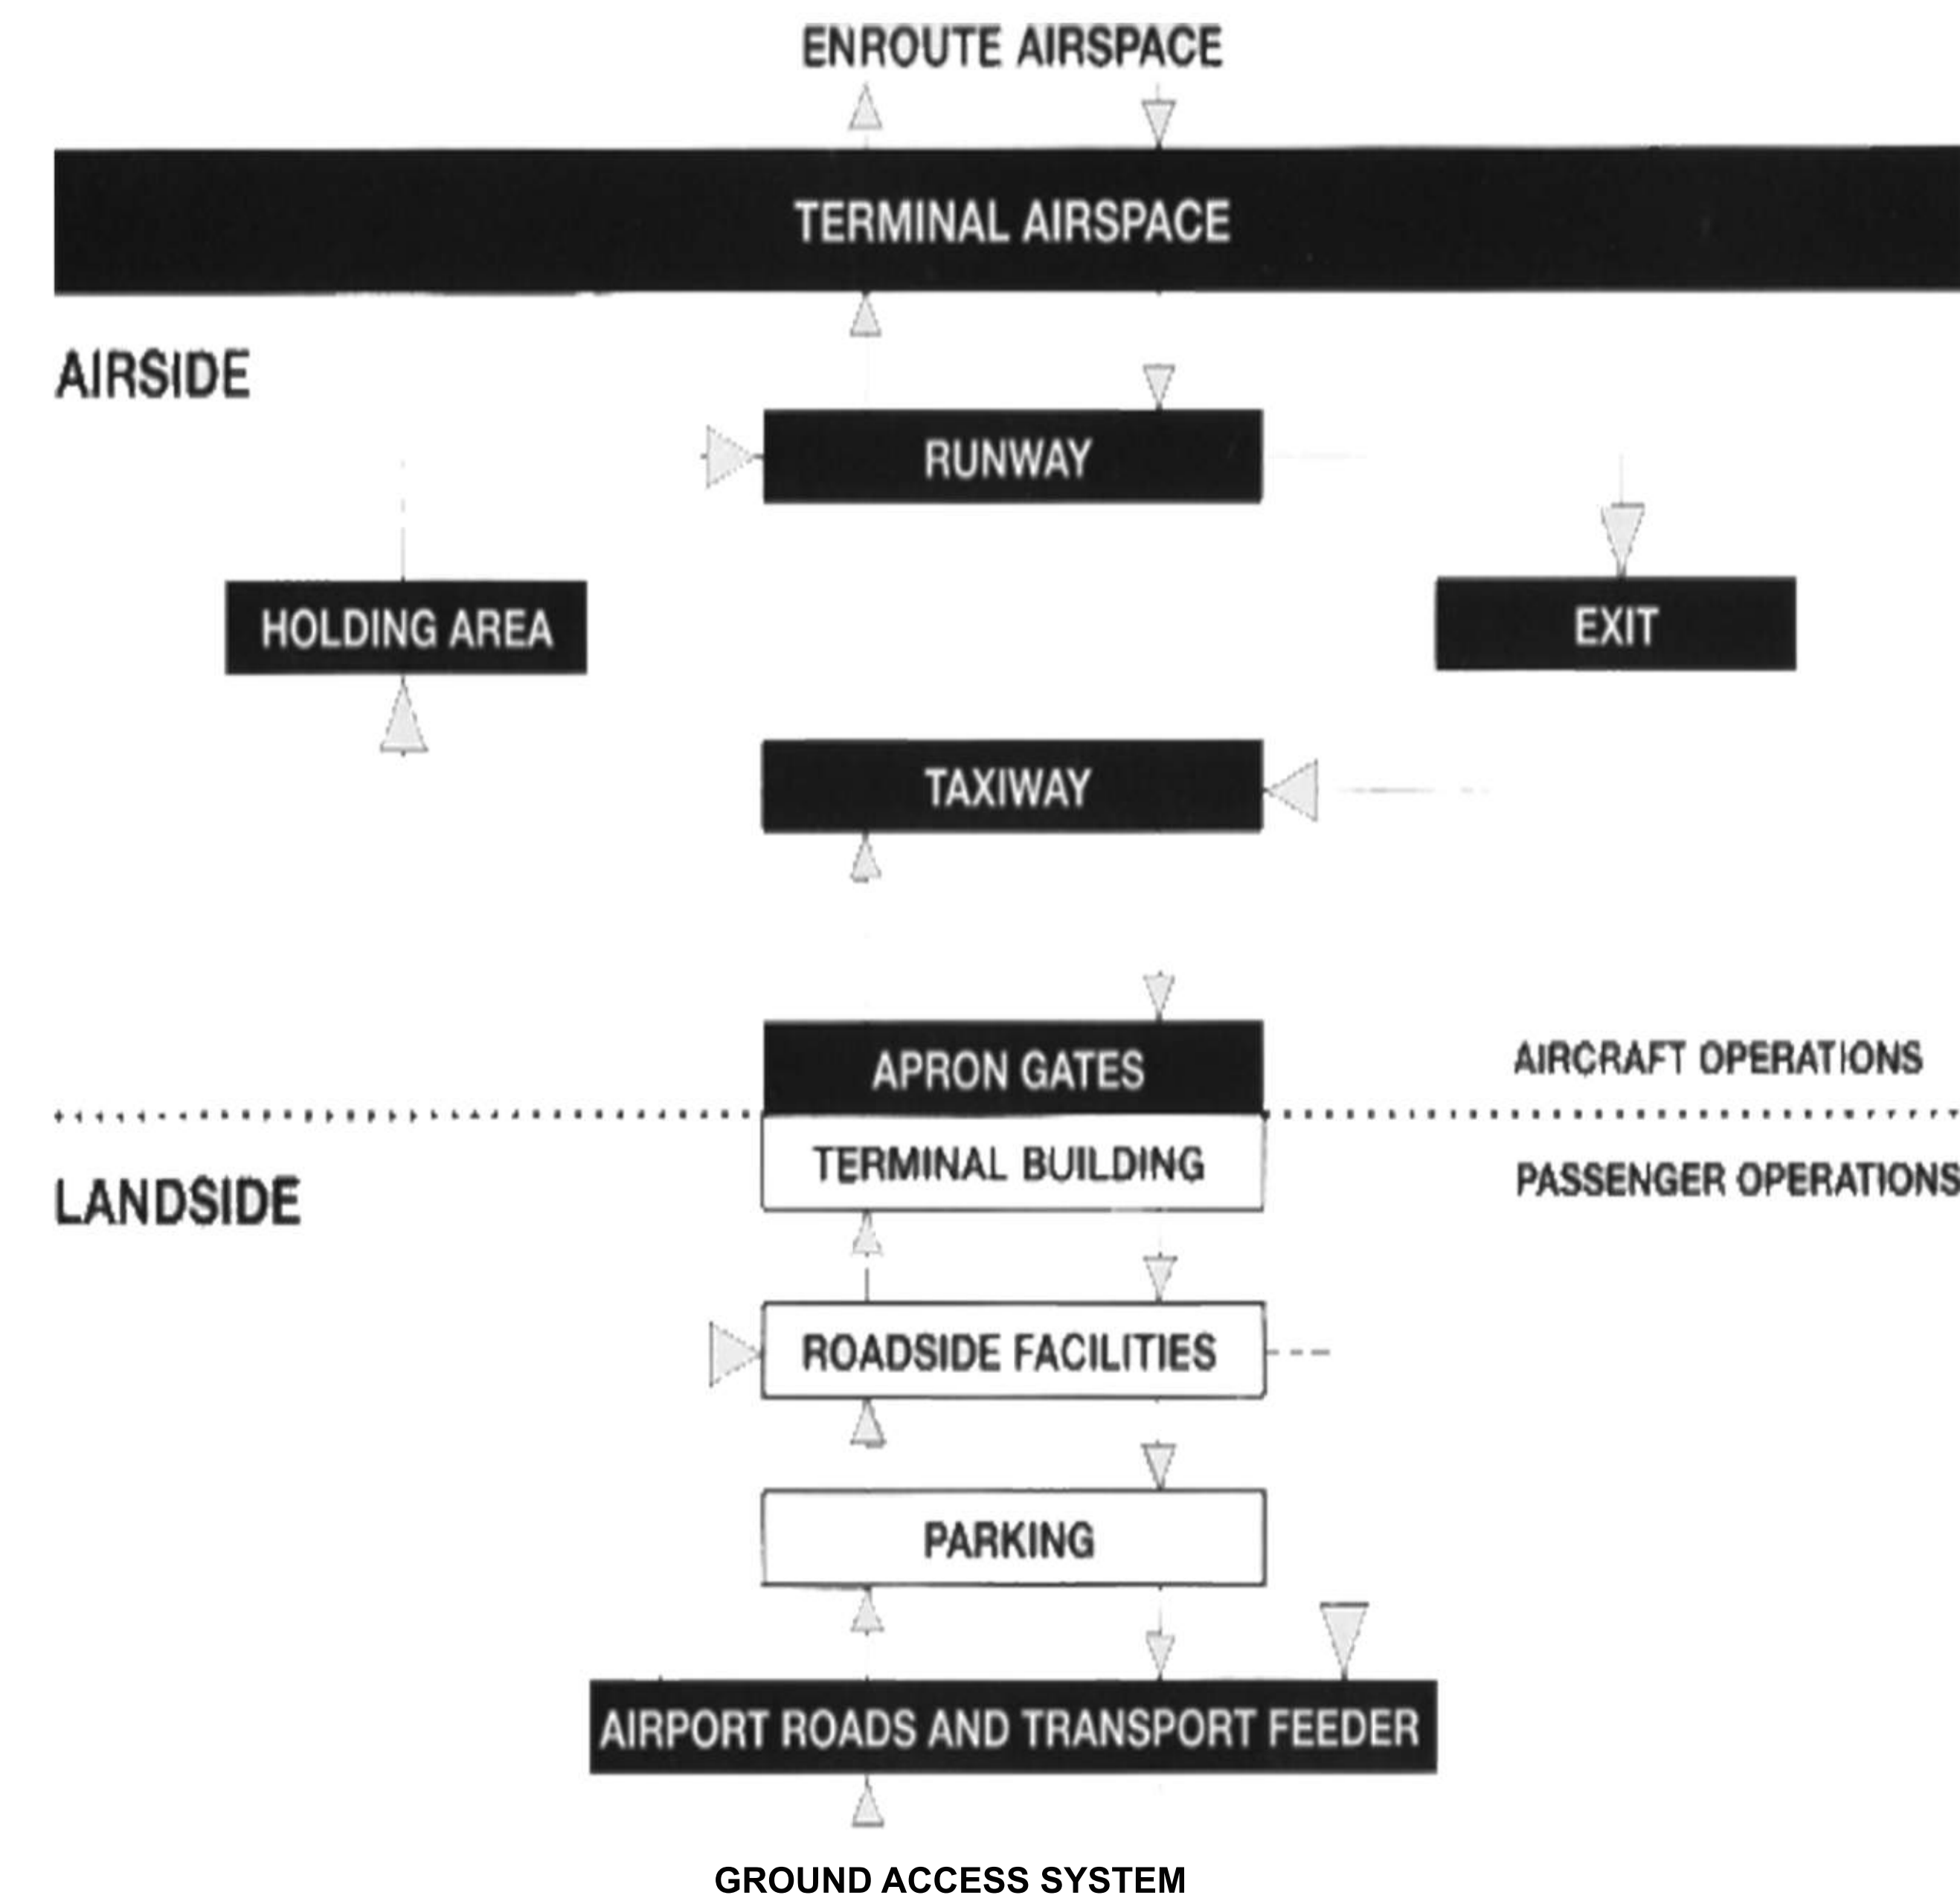 ENROUTE AIRSPACE
TERMINAL AIRSPACE
AIRSIDE
RUNWAY
HOLDING AREA
EXIT
TAXIWAY
APRON GATES
AIRCRAFT OPERATIONS
TERMINAL BUILDING
PASSENGER OPERATIONS
LANDSIDE
ROADSIDE FACILITIES
PARKING
AIRPORT ROADS AND TRANSPORT FEEDER
GROUND ACCESS SYSTEM